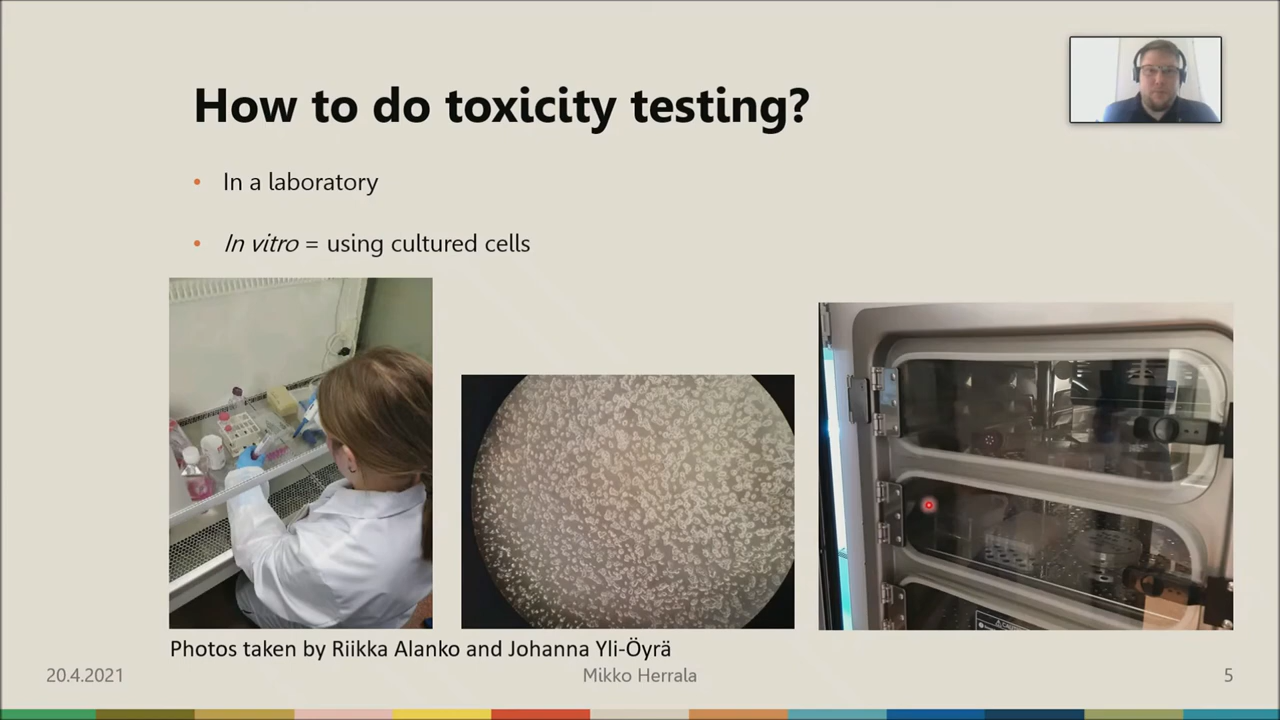 How to do toxicity testing?
• In a laboratory
• In vitro = using cultured cells
Photos taken by Riikka Alanko and Johanna Yli-Öyrä
20.4.2021
Mikko Herrala
5